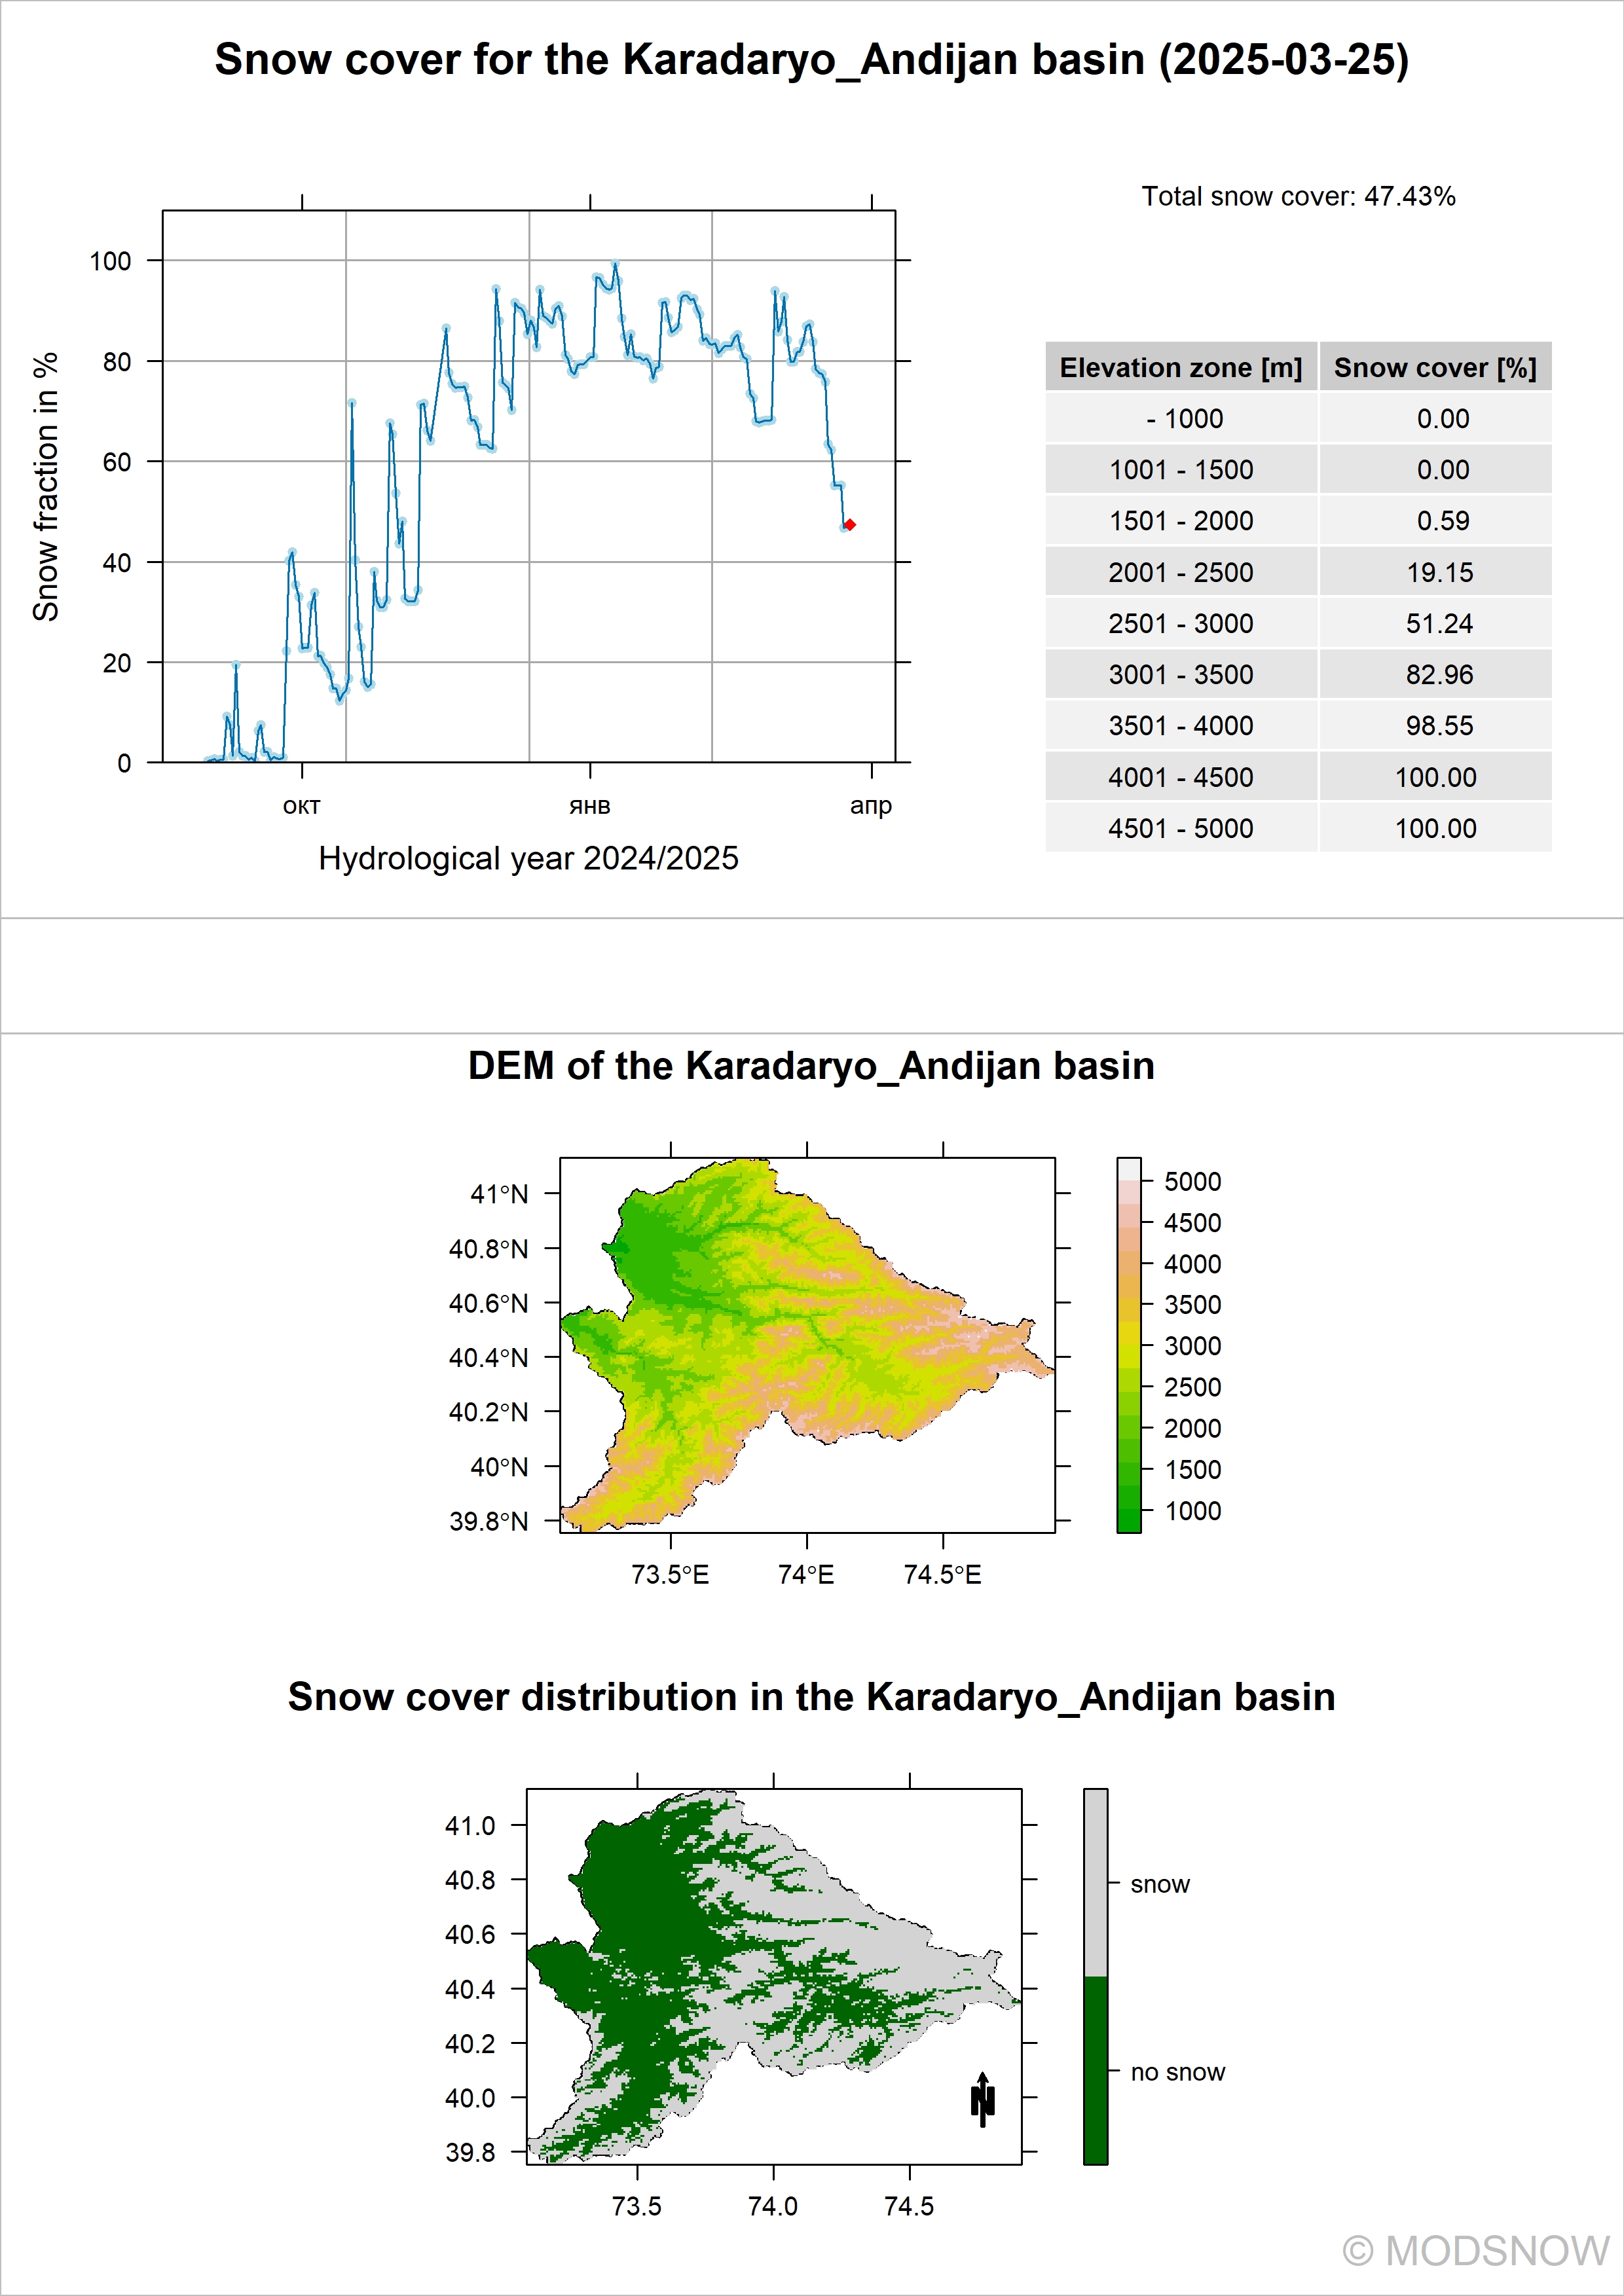 Snow cover for the Karadaryo_Andijan basin (2025-03-25)
Total snow cover: 47.43%
Snow fraction in %
100
80
60
40
20
0
окт янв апр
Hydrological year 2024/2025
Elevation zone [m] Snow cover [%]
- 1000 0.00
1001 - 1500 0.00
1501 - 2000 0.59
2001 - 2500 19.15
2501 - 3000 51.24
3001 - 3500 82.96
3501 - 4000 98.55
4001 - 4500 100.00
4501 - 5000 100.00
DEM of the Karadaryo_Andijan basin
41°N
40.8°N
40.6°N
40.4°N
40.2°N
40°N
39.8°N
73.5°E 74°E 74.5°E
5000
4500
4000
3500
3000
2500
2000
1500
1000
Snow cover distribution in the Karadaryo_Andijan basin
41.0
40.8
40.6
40.4
40.2
40.0
39.8
73.5 74.0 74.5
N
snow
no snow
© MODSNOW